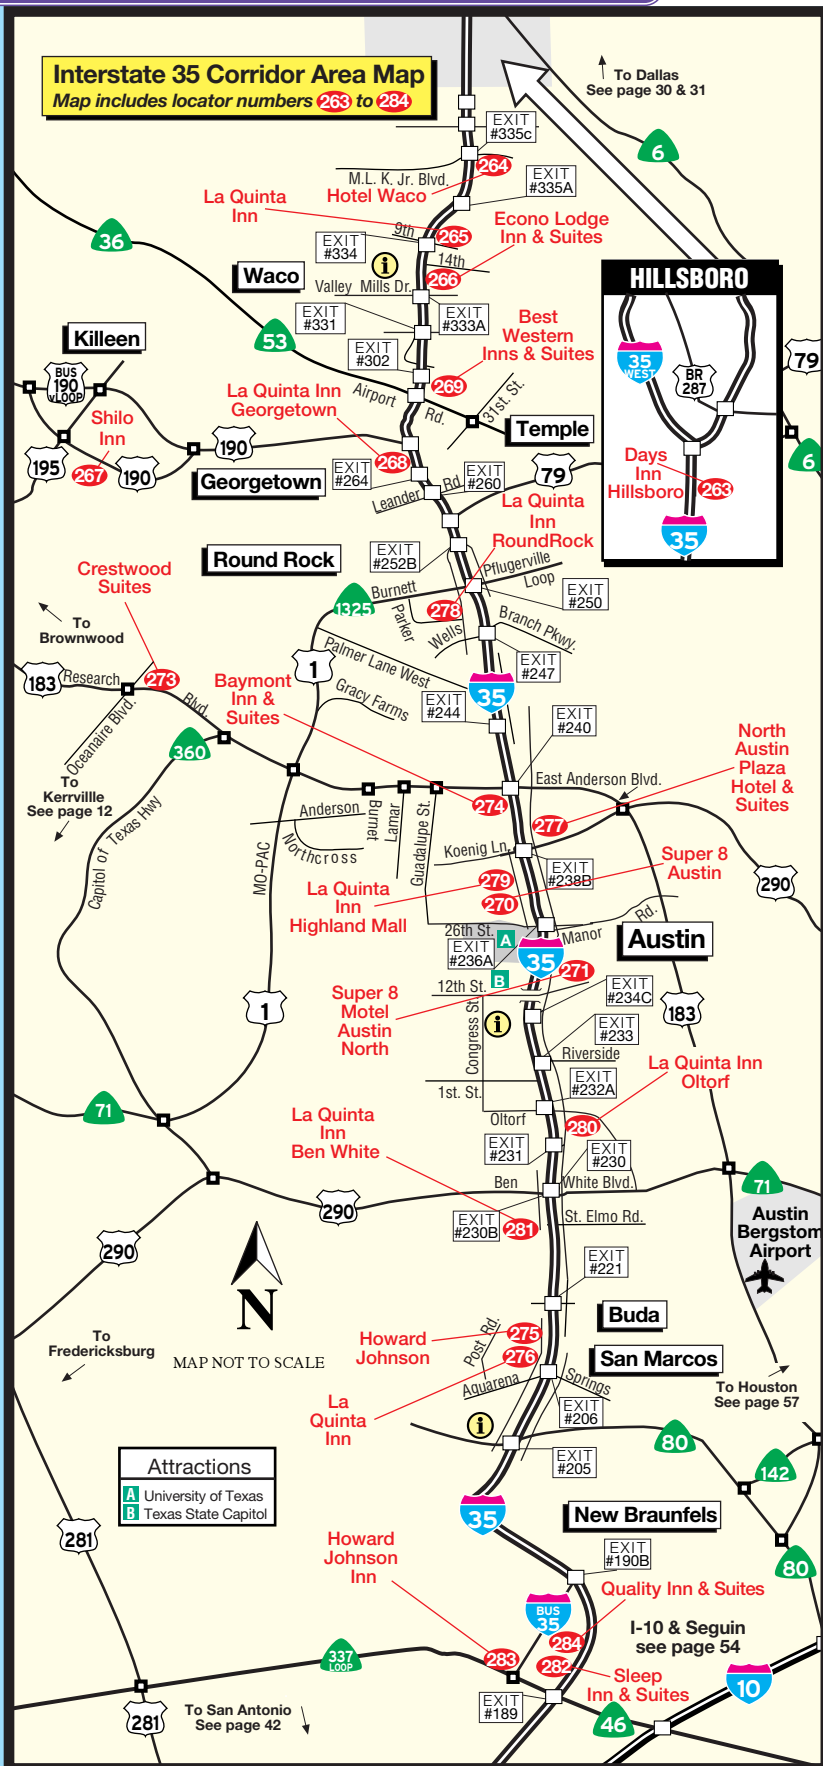 Interstate 35 Corridor Area Map
Map includes locator numbers 263 to 284
To Dallas
See page 30 & 31
EXIT
#335c
6
264
M.L. K. Jr. Blvd.
Hotel Waco
EXIT
#335A
La Quinta
Inn
36
9th
265
Econo Lodge
Inn & Suites
EXIT
#334
i
14th
266
Waco
Valley Mills Dr.
HILLSBORO
EXIT
#331
EXIT
#333A
Best
Western
Inns & Suites
53
Killeen
EXIT
#302
35
WEST
BR
287
79
BUS
190
vLOOP
269
La Quinta Inn
Georgetown
Airport
Rd.
31st. St.
Shilo
Inn
Temple
190
195
267
190
268
Georgetown
EXIT
#264
Leander Rd
EXIT
#260
79
6
Days
Inn
Hillsboro
263
La Quinta
Inn
RoundRock
35
Round Rock
EXIT
#252B
Pflugerville
Loop
Crestwood
Suites
Burnett
1325
Parker
278
EXIT
#250
To
Brownwood
Wells
Branch Pkwy.
Palmer Lane West
EXIT
#247
183
Research
273
Blvd.
1
Baymont
Inn &
Suites
Gracy Farms
35
EXIT
#244
EXIT
#240
Oceanaire Blvd.
360
North
Austin
Plaza
Hotel &
Suites
To
Kerrvillle
See page 12
East Anderson Blvd.
Capitol of Texas Hwy
274
Anderson
Burnet
Lamar
Guadalupe St.
277
Northcross
Koenig Ln.
MO-PAC
EXIT
#238B
Super 8
Austin
290
279
La Quinta
Inn
Highland Mall
270
Rd.
26th St.
A
Manor
Austin
EXIT
#236A
35
B
271
12th St.
EXIT
#234C
Super 8
Motel
Austin
North
1
183
Congress St.
i
EXIT
#233
Riverside
La Quinta Inn
Oltorf
EXIT
#232A
1st. St.
71
La Quinta
Inn
Ben White
Oltorf
280
EXIT
#231
EXIT
#230
71
Ben
White Blvd.
290
EXIT
#230B
281
St. Elmo Rd.
Austin
Bergstom
Airport
290
EXIT
#221
N
Buda
To
Fredericksburg
MAP NOT TO SCALE
Howard
Johnson
Post Rd.
275
276
San Marcos
Aquarena
Springs
To Houston
See page 57
La
Quinta
Inn
EXIT
#206
i
80
EXIT
#205
142
Attractions
A University of Texas
B Texas State Capitol
35
New Braunfels
281
Howard
Johnson
Inn
EXIT
#190B
80
Quality Inn & Suites
BUS
35
I-10 & Seguin
see page 54
284
337
LOOP
283
282
Sleep
Inn & Suites
10
To San Antonio
See page 42
281
EXIT
#189
46